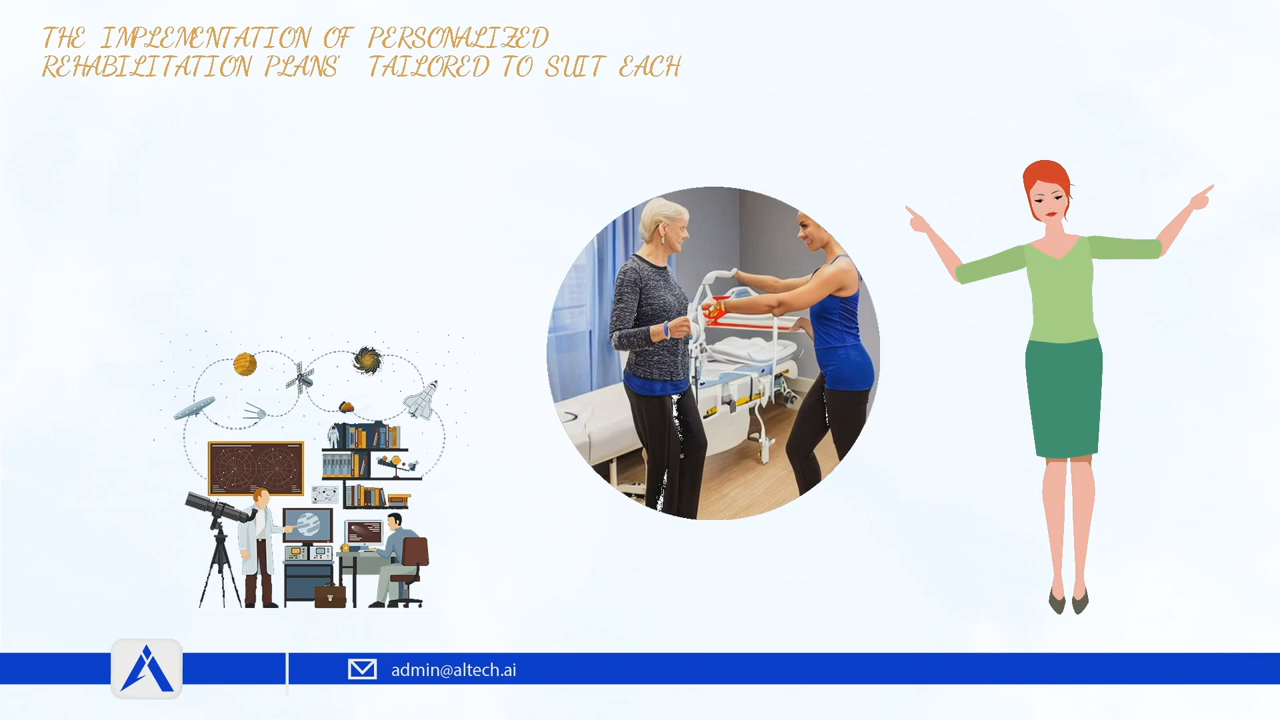 THE IMPLEMENTATION OF PERSONALIZED
REHABILITATION PLANS' TAILORED TO SUIT EACH
admin@altech.ai